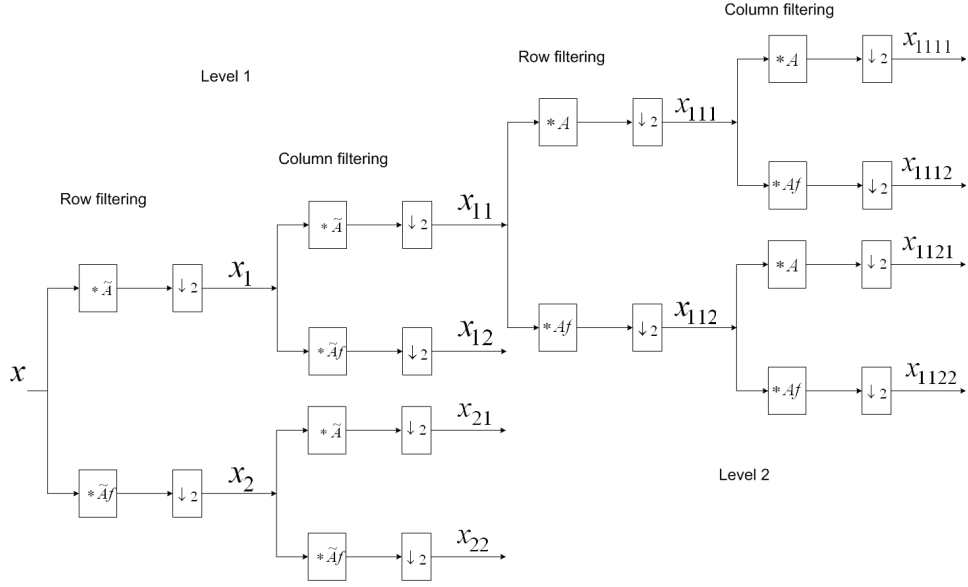 Column filtering
* A
↓ 2
x1111
Row filtering
Level 1
* A
↓ 2
x111
* Af
↓ 2
x1112
Column filtering
Row filtering
* Ã
↓ 2
x11
* A
↓ 2
x1121
* Ã
↓ 2
x1
* Af
↓ 2
x112
* Ãf
↓ 2
x12
x
* Af
↓ 2
x1122
* Ã
↓ 2
x21
Level 2
* Ãf
↓ 2
x2
* Ãf
↓ 2
x22